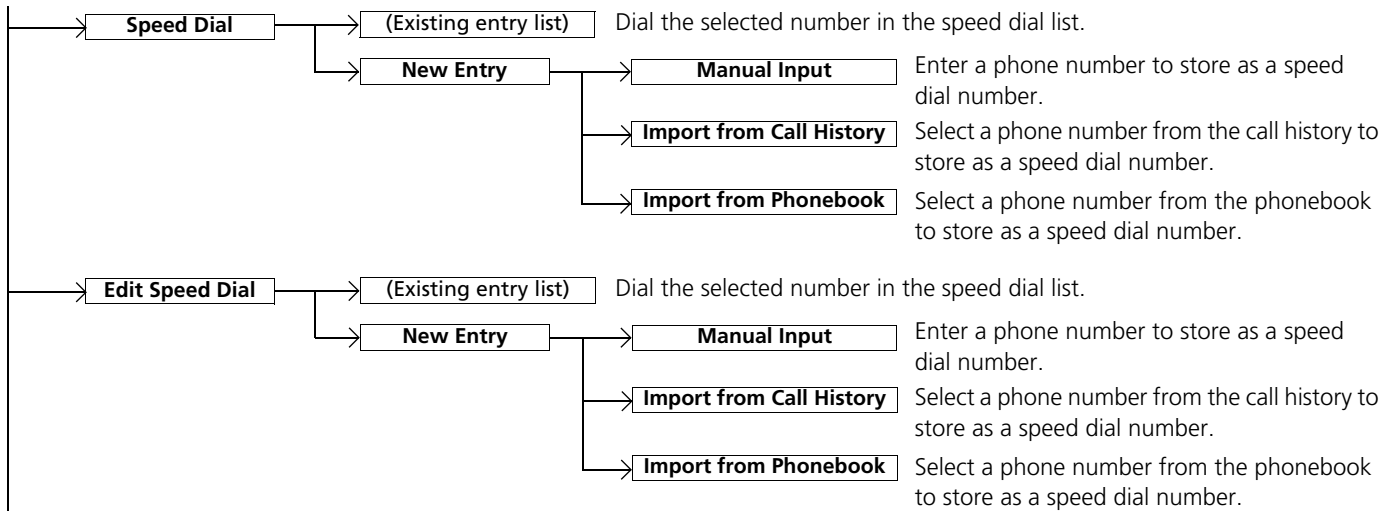 Speed Dial (Existing entry list) Dial the selected number in the speed dial list.
New Entry Manual Input Enter a phone number to store as a speed
dial number.
Import from Call History Select a phone number from the call history to
store as a speed dial number.
Import from Phonebook Select a phone number from the phonebook
to store as a speed dial number.
Edit Speed Dial (Existing entry list) Dial the selected number in the speed dial list.
New Entry Manual Input Enter a phone number to store as a speed
dial number.
Import from Call History Select a phone number from the call history to
store as a speed dial number.
Import from Phonebook Select a phone number from the phonebook
to store as a speed dial number.